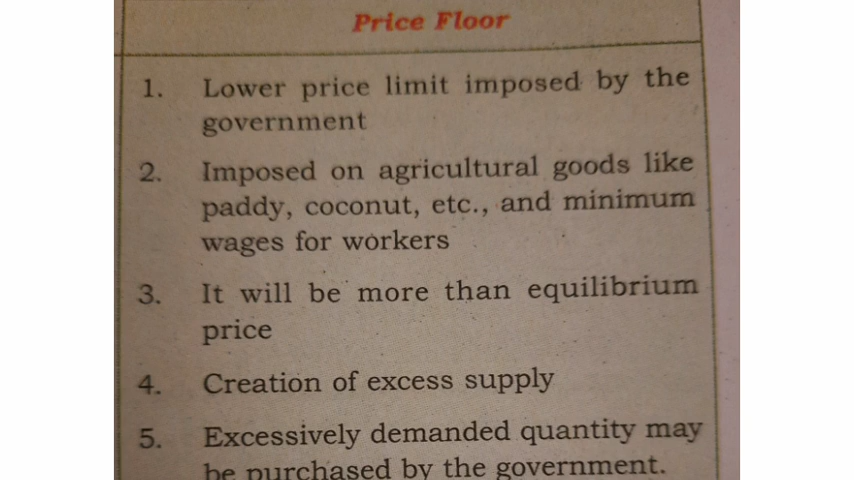 Price Floor
1. Lower price limit imposed by the
government
2. Imposed on agricultural goods like
paddy, coconut, etc., and minimum
wages for workers
3. It will be more than equilibrium
price
4. Creation of excess supply
5. Excessively demanded quantity may
be purchased by the government.